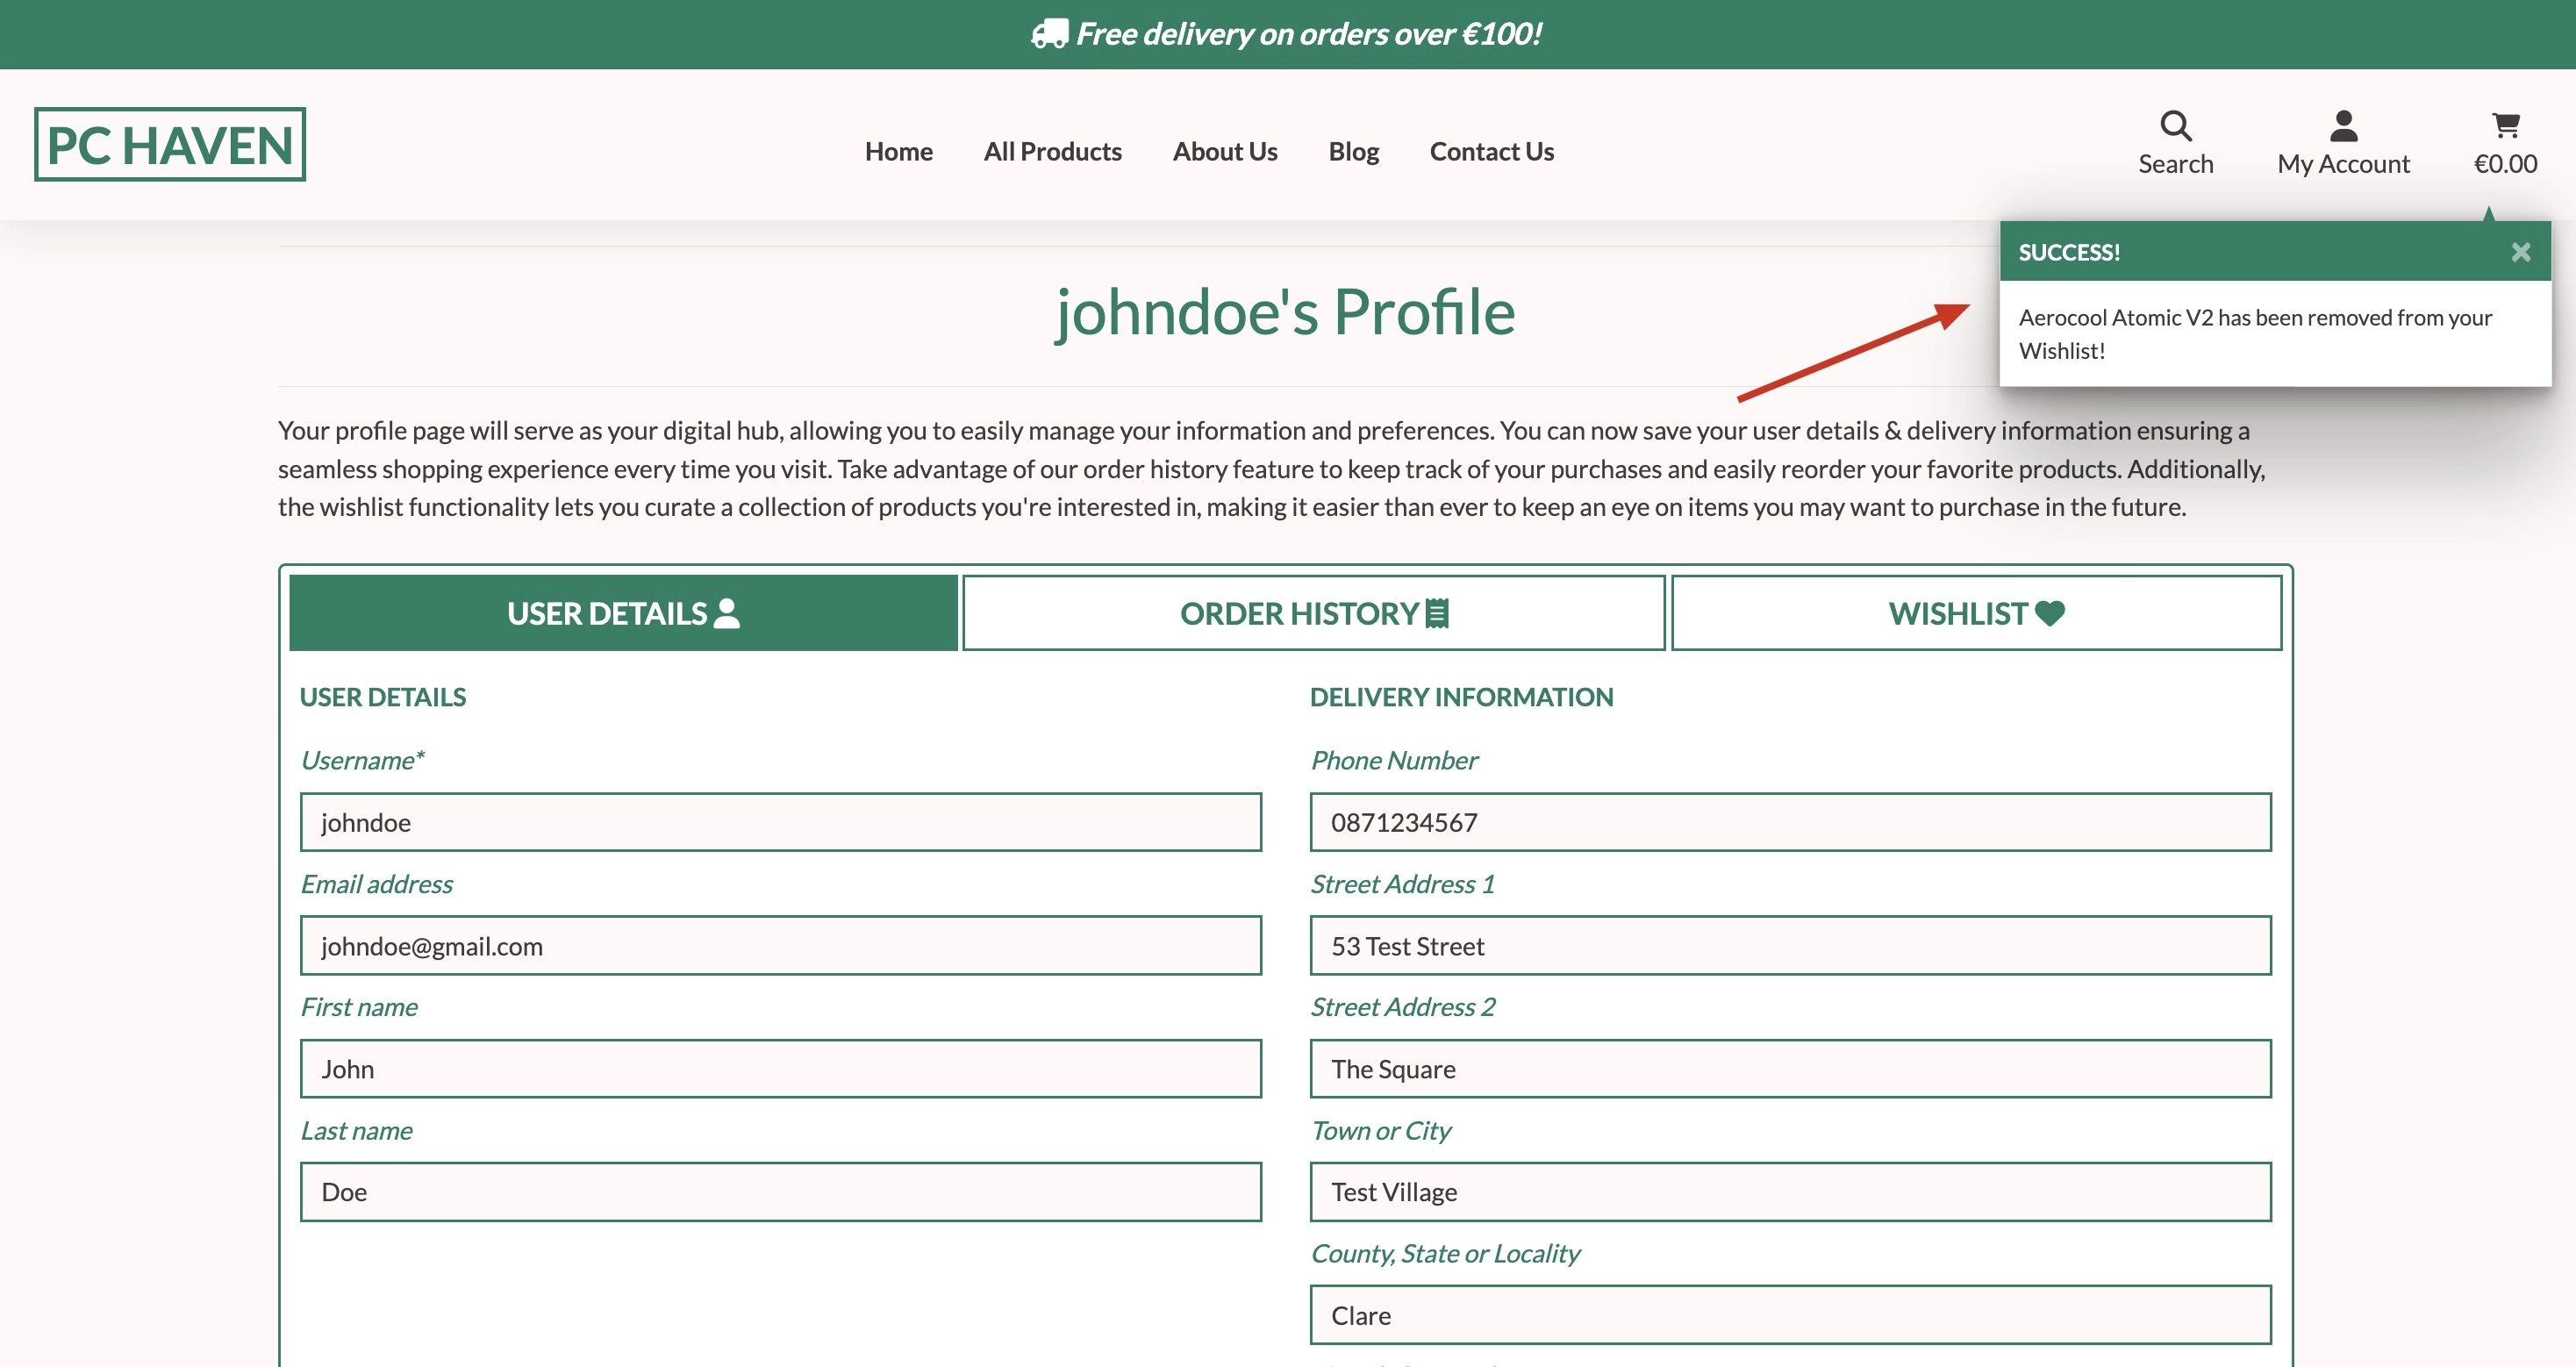 Free delivery on orders over €100!
PC HAVEN
Home
All Products
About Us
Blog
Contact Us
Search
My Account
€0.00
SUCCESS!
Aerocool Atomic V2 has been removed from your
Wishlist!
johndoe's Profile
Your profile page will serve as your digital hub, allowing you to easily manage your information and preferences. You can now save your user details & delivery information ensuring a
seamless shopping experience every time you visit. Take advantage of our order history feature to keep track of your purchases and easily reorder your favorite products. Additionally,
the wishlist functionality lets you curate a collection of products you're interested in, making it easier than ever to keep an eye on items you may want to purchase in the future.
USER DETAILS
ORDER HISTORY
WISHLIST
USER DETAILS
Username*
johndoe
Email address
johndoe@gmail.com
First name
John
Last name
Doe
DELIVERY INFORMATION
Phone Number
0871234567
Street Address 1
53 Test Street
Street Address 2
The Square
Town or City
Test Village
County, State or Locality
Clare